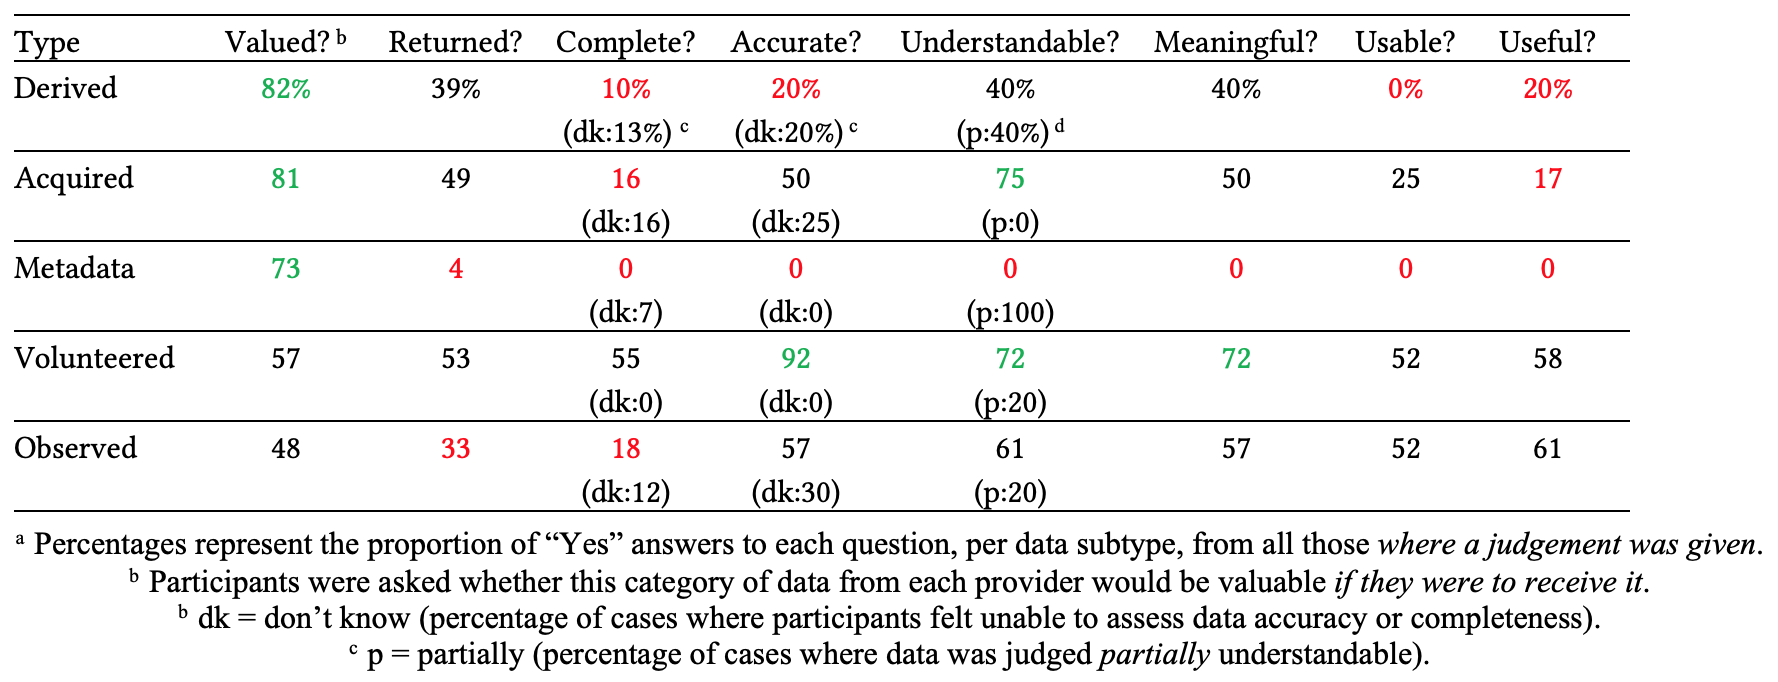 Type Valued? b Returned? Complete? Accurate? Understandable? Meaningful? Usable? Useful?
Derived 82% 39% 10% 20% 40% 40% 0% 20%
(dk:13%) c (dk:20%) c (p:40%) d
Acquired 81 49 16 50 75 50 25 17
(dk:16) (dk:25) (p:0)
Metadata 73 4 0 0 0 0 0 0
(dk:7) (dk:0) (p:100)
Volunteered 57 53 55 92 72 72 52 58
(dk:0) (dk:0) (p:20)
Observed 48 33 18 57 61 57 52 61
(dk:12) (dk:30) (p:20)
a Percentages represent the proportion of “Yes” answers to each question, per data subtype, from all those where a judgement was given.
b Participants were asked whether this category of data from each provider would be valuable if they were to receive it.
b dk = don’t know (percentage of cases where participants felt unable to assess data accuracy or completeness).
c p = partially (percentage of cases where data was judged partially understandable).